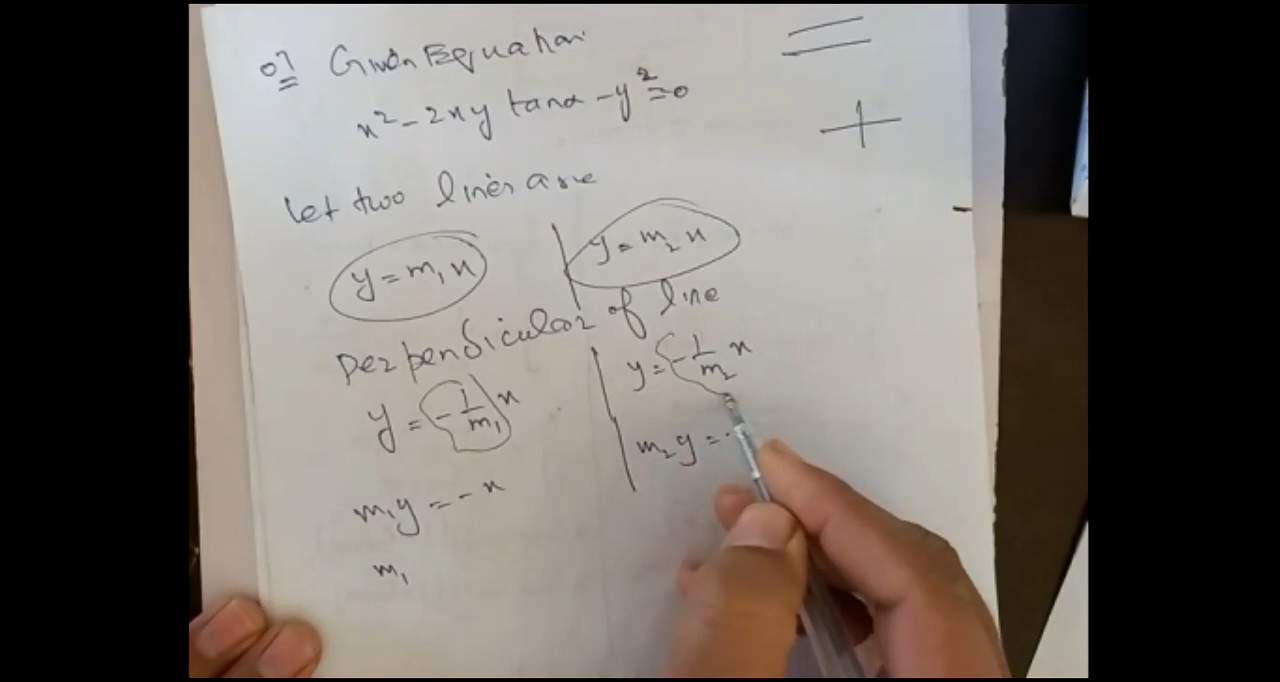 Given Equation
x² - 2xy tanα - y² = 0
Let two lines are
y = m₁x | y = m₂x
Perpendicular of line
y = -1/m₁ x | y = -1/m₂ x
m₁y = -x | m₂y = -
m₁